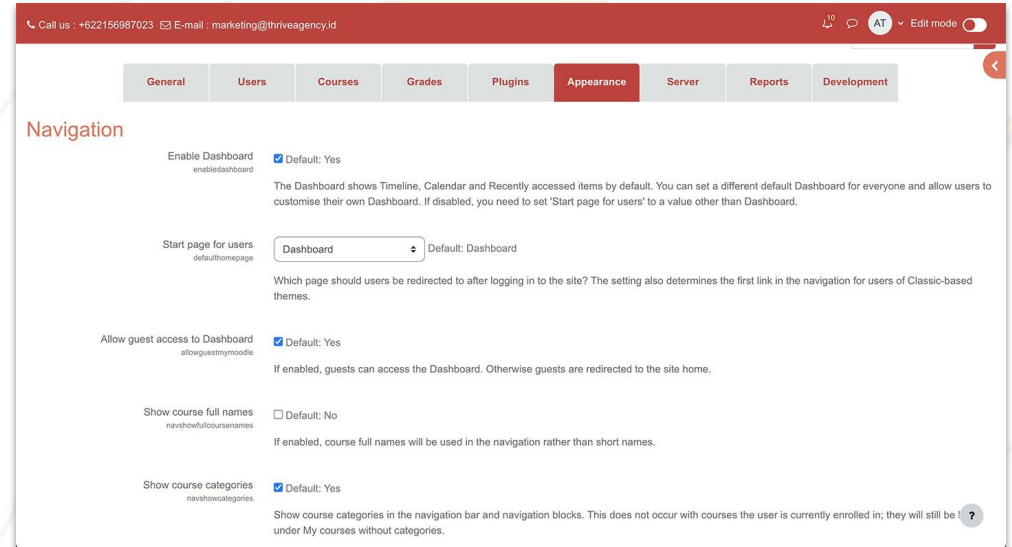 Call us : +622156987023 E-mail : marketing@thriveagency.id
10
AT
Edit mode
General Users Courses Grades Plugins Appearance Server Reports Development
Navigation
Enable Dashboard
enabledashboard
Default: Yes
The Dashboard shows Timeline, Calendar and Recently accessed items by default. You can set a different default Dashboard for everyone and allow users to
customise their own Dashboard. If disabled, you need to set 'Start page for users' to a value other than Dashboard.
Start page for users
defaulthomepage
Dashboard
Default: Dashboard
Which page should users be redirected to after logging in to the site? The setting also determines the first link in the navigation for users of Classic-based
themes.
Allow guest access to Dashboard
allowguestmymoodle
Default: Yes
If enabled, guests can access the Dashboard. Otherwise guests are redirected to the site home.
Show course full names
navshowfullcoursenames
Default: No
If enabled, course full names will be used in the navigation rather than short names.
Show course categories
navshowcategories
Default: Yes
Show course categories in the navigation bar and navigation blocks. This does not occur with courses the user is currently enrolled in; they will still be
?
under My courses without categories.